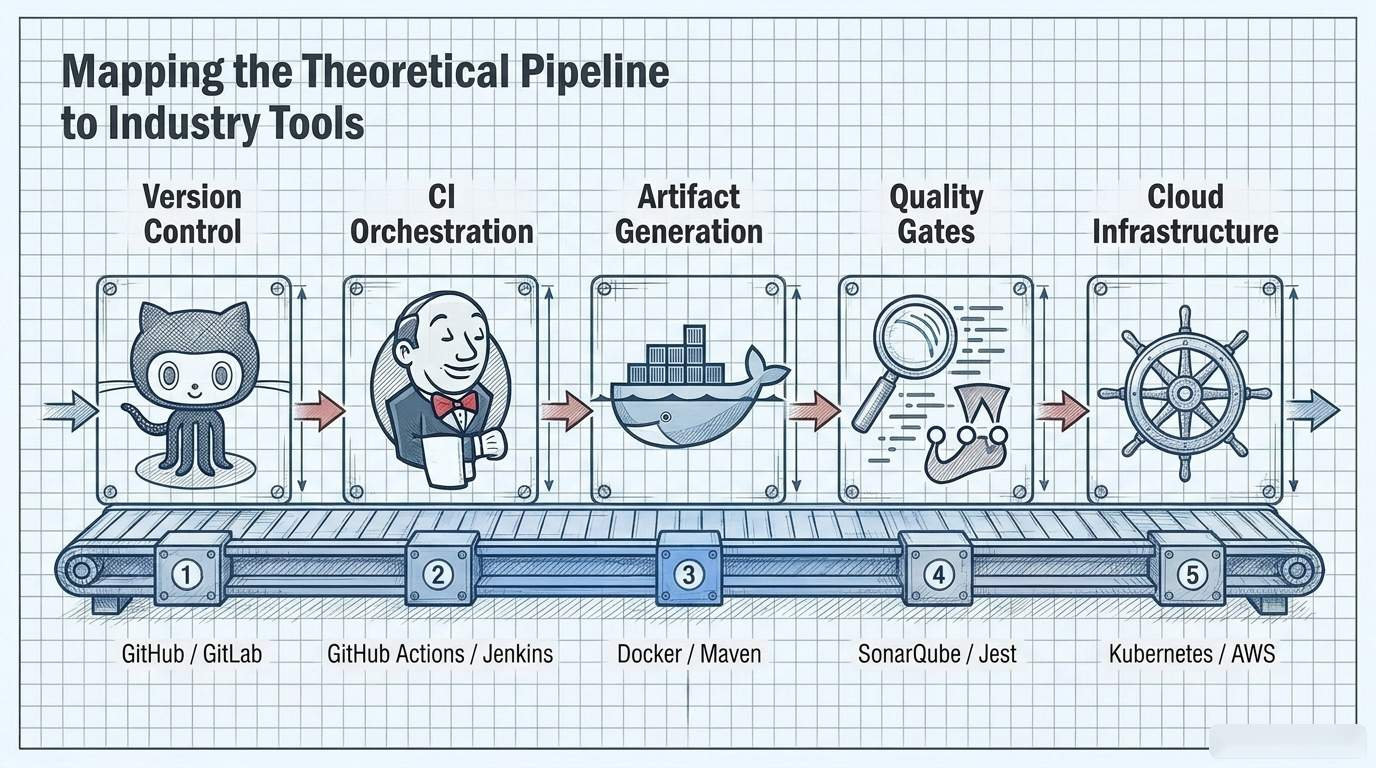 Mapping the Theoretical Pipeline
to Industry Tools
Version
Control
CI
Orchestration
Artifact
Generation
Quality
Gates
Cloud
Infrastructure
1
2
3
4
5
GitHub / GitLab
GitHub Actions / Jenkins
Docker / Maven
SonarQube / Jest
Kubernetes / AWS